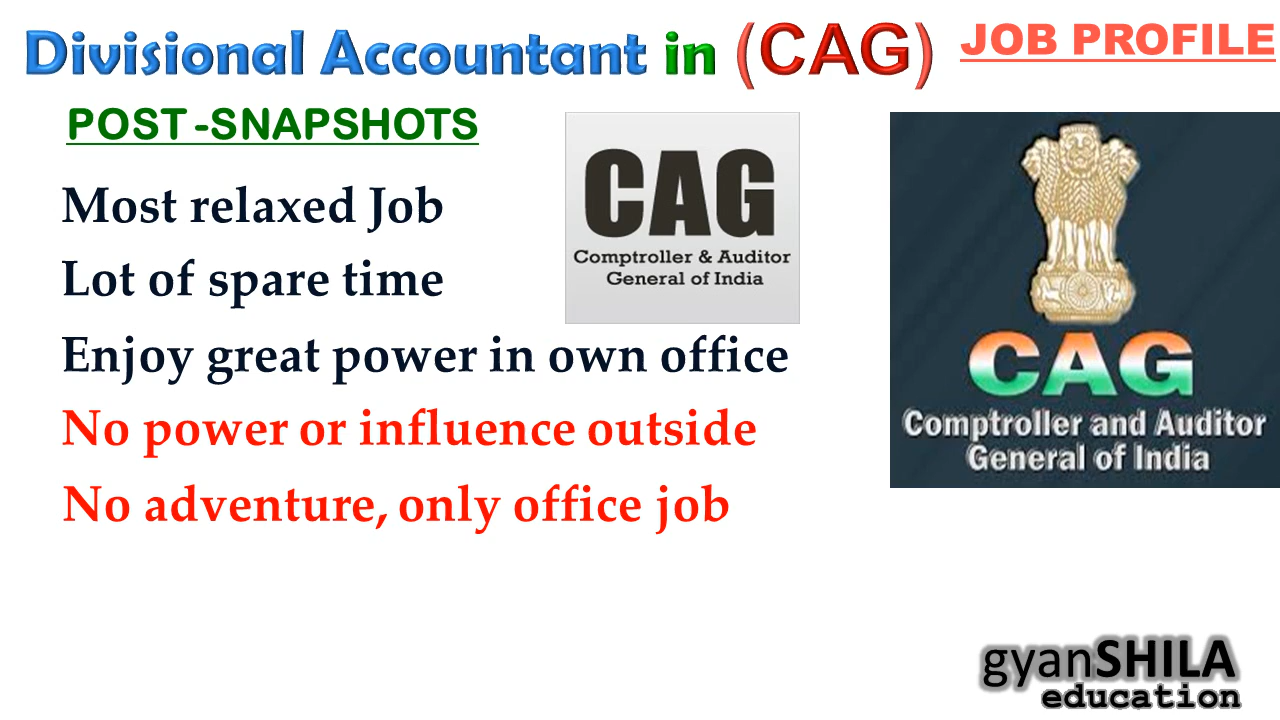 Divisional Accountant in (CAG)
JOB PROFILE
POST -SNAPSHOTS
Most relaxed Job
Lot of spare time
Enjoy great power in own office
No power or influence outside
No adventure, only office job
CAG
Comptroller & Auditor
General of India
CAG
Comptroller and Auditor
General of India
gyanSHILA
education